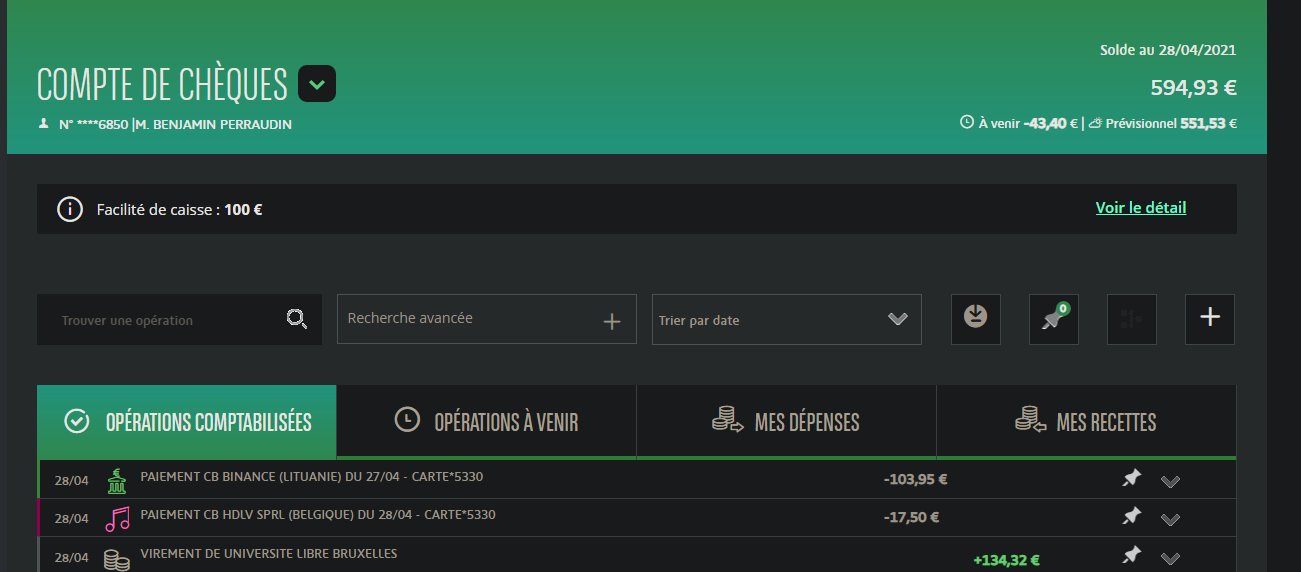 Solde au 28/04/2021
COMPTE DE CHÈQUES
594,93 €
N° ****6850 |M. BENJAMIN PERRAUDIN
À venir -43,40 € | Prévisionnel 551,53 €
Facilité de caisse : 100 €
Voir le détail
Trouver une opération
Recherche avancée
Trier par date
0
OPÉRATIONS COMPTABILISÉES
OPÉRATIONS À VENIR
MES DÉPENSES
MES RECETTES
28/04 PAIEMENT CB BINANCE (LITUANIE) DU 27/04 - CARTE*5330 -103,95 €
28/04 PAIEMENT CB HDLV SPRL (BELGIQUE) DU 28/04 - CARTE*5330 -17,50 €
28/04 VIREMENT DE UNIVERSITE LIBRE BRUXELLES +134,32 €